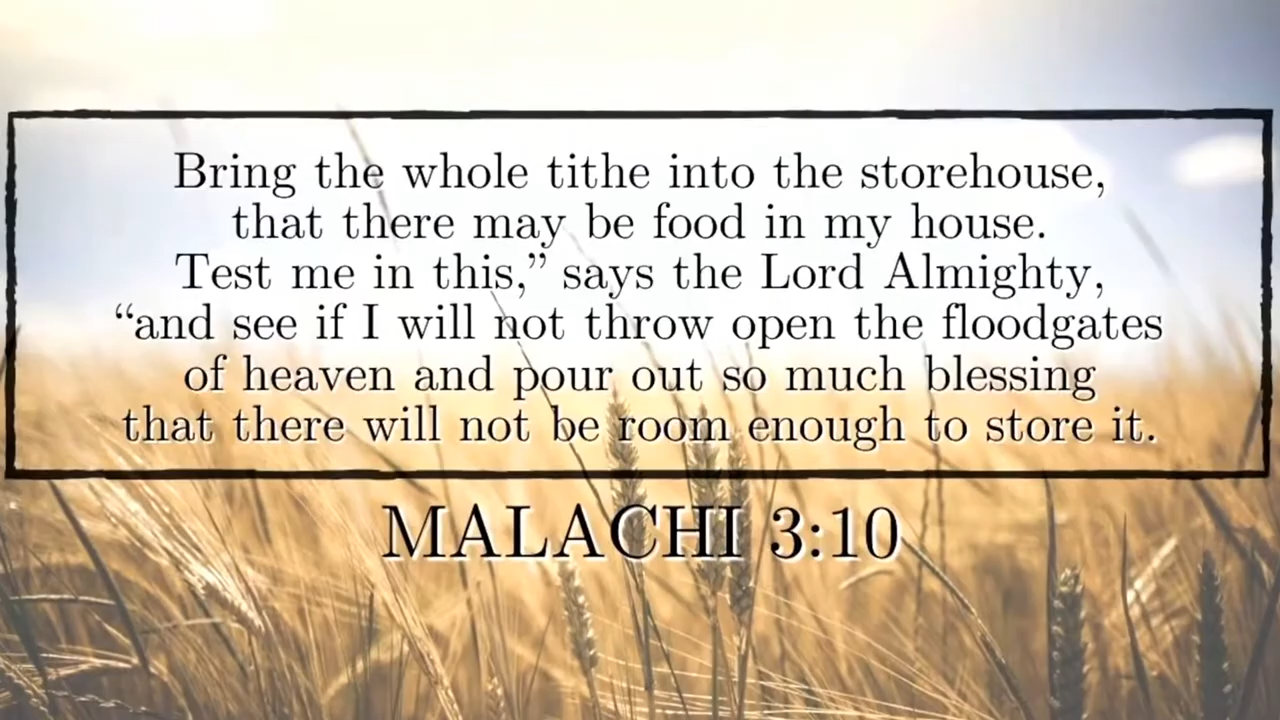 Bring the whole tithe into the storehouse,
that there may be food in my house.
Test me in this,” says the Lord Almighty,
“and see if I will not throw open the floodgates
of heaven and pour out so much blessing
that there will not be room enough to store it.
MALACHI 3:10